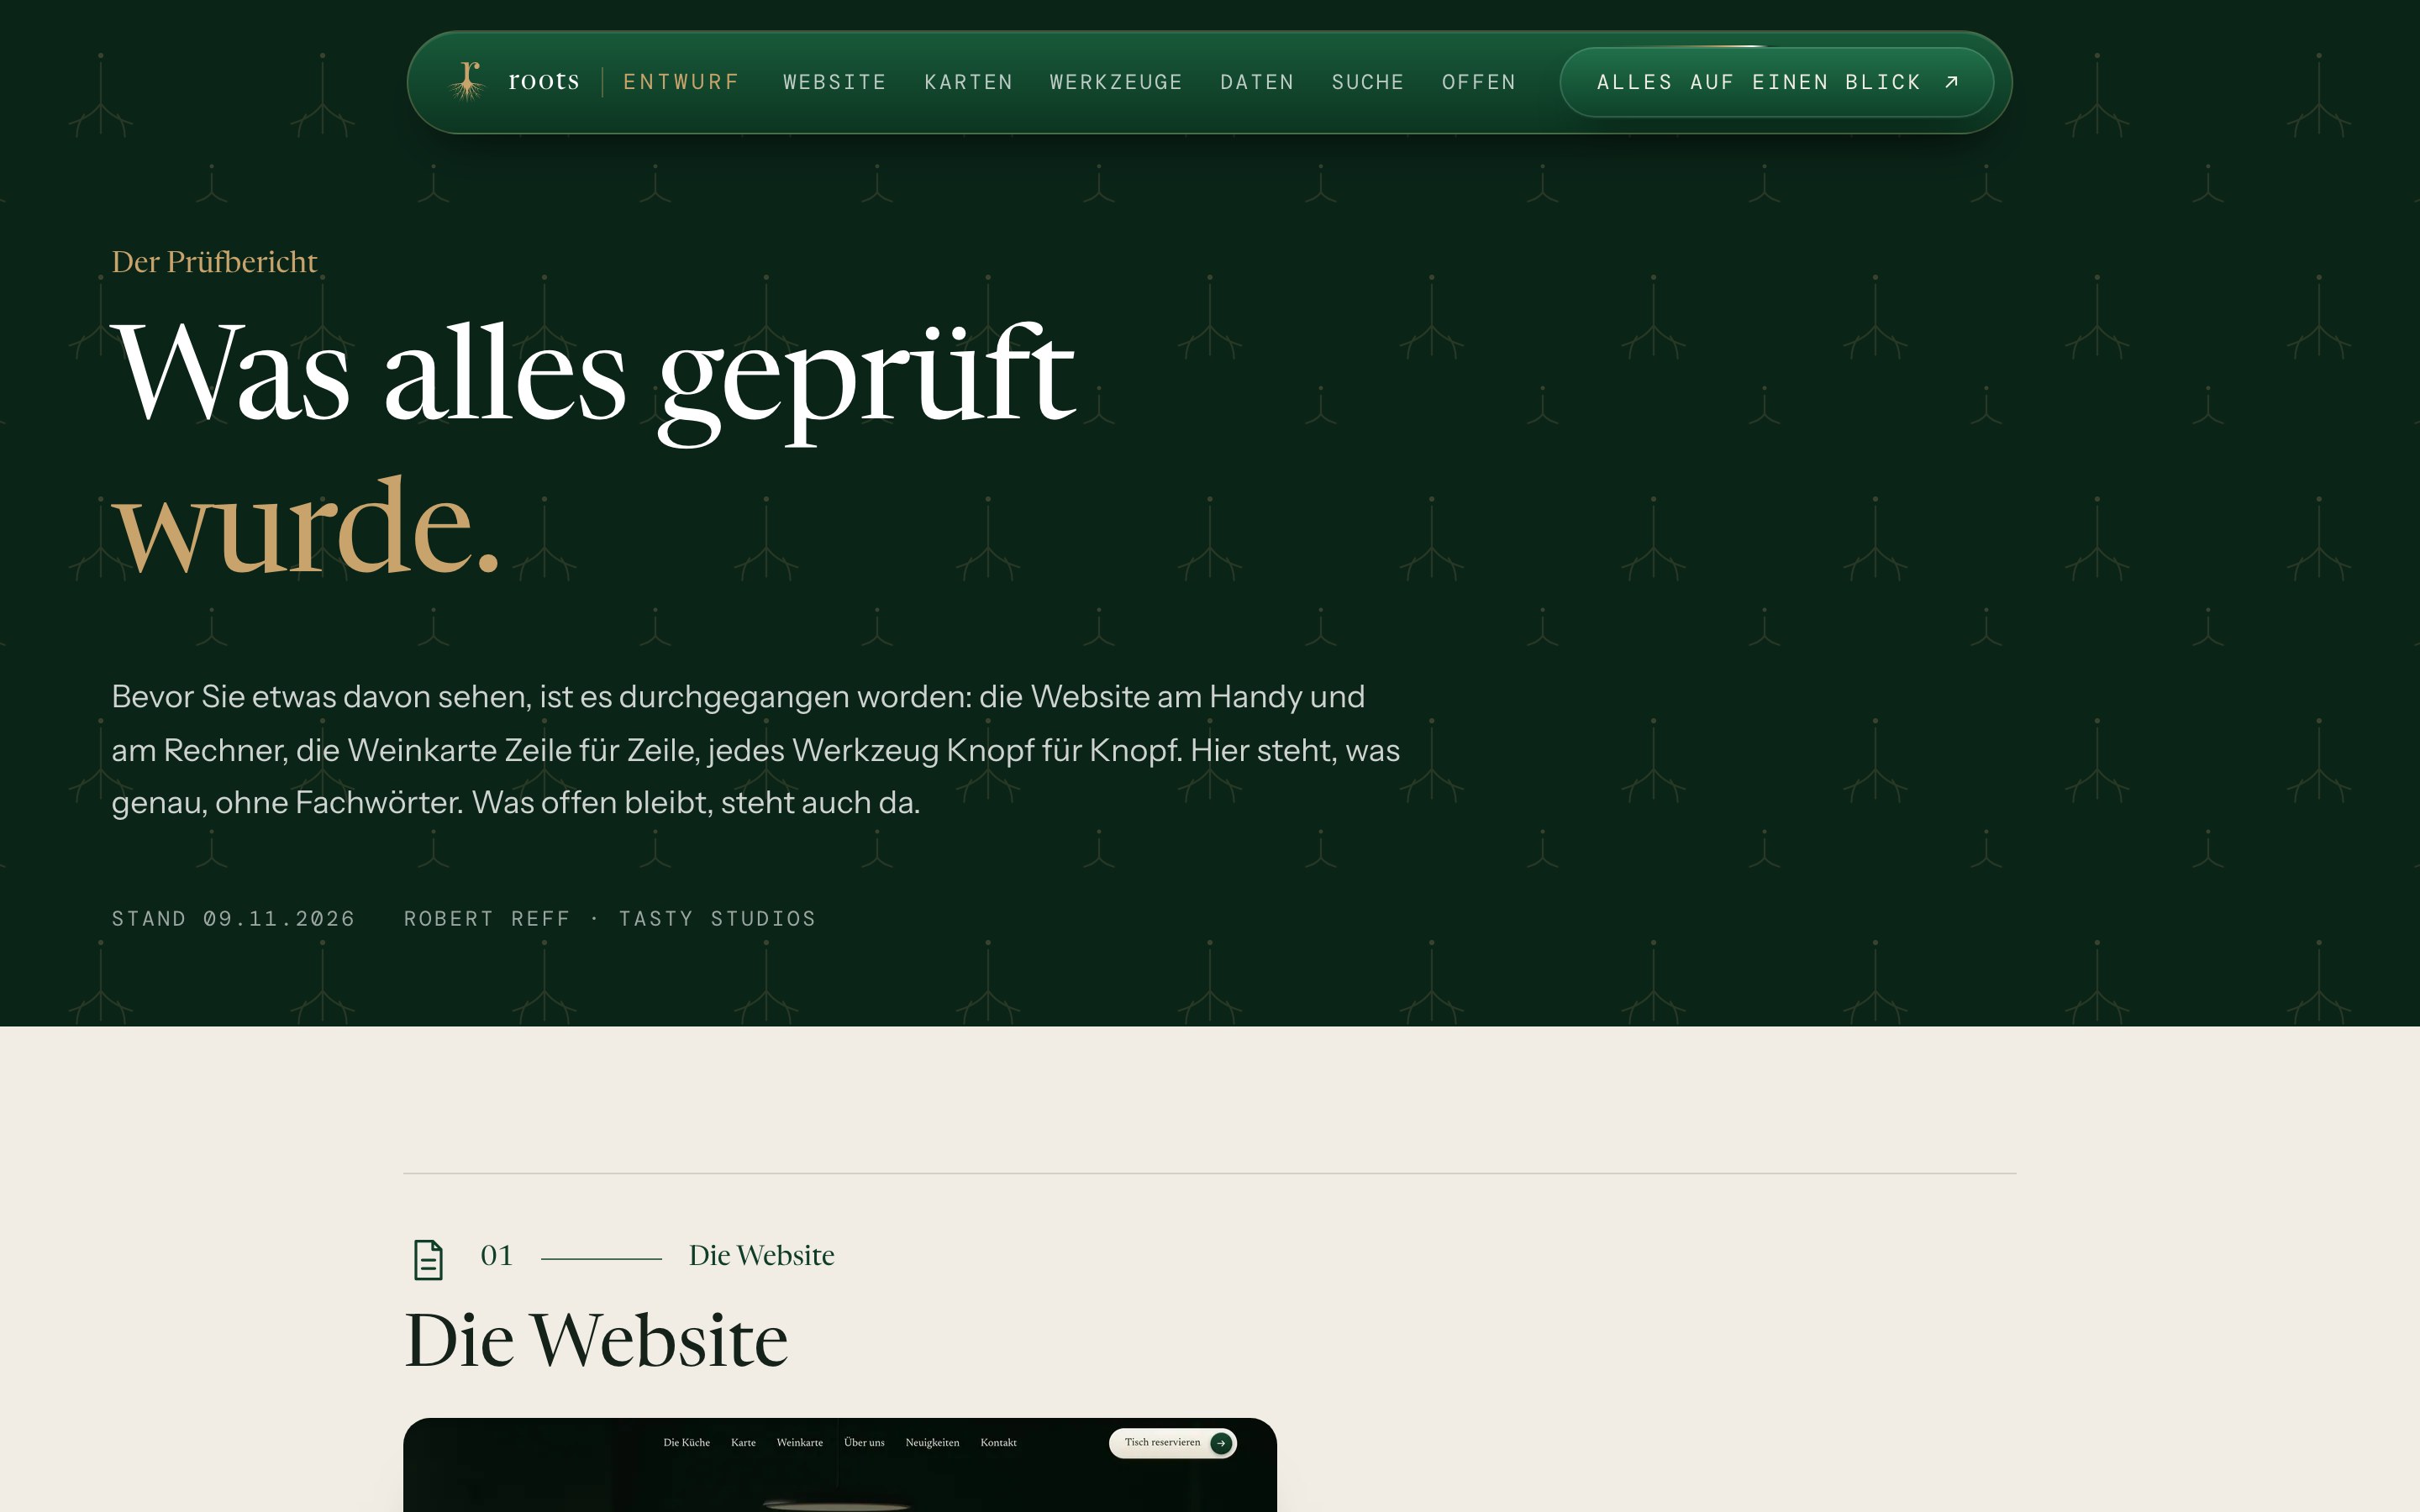 r roots ENTWURF WEBSITE KARTEN WERKZEUGE DATEN SUCHE OFFEN ALLES AUF EINEN BLICK
Der Prüfbericht
Was alles geprüft
wurde.
Bevor Sie etwas davon sehen, ist es durchgegangen worden: die Website am Handy und
am Rechner, die Weinkarte Zeile für Zeile, jedes Werkzeug Knopf für Knopf. Hier steht, was
genau, ohne Fachwörter. Was offen bleibt, steht auch da.
STAND 09.11.2026 ROBERT REFF · TASTY STUDIOS
01 Die Website
Die Website
Die Küche Karte Weinkarte Über uns Neuigkeiten Kontakt Tisch reservieren